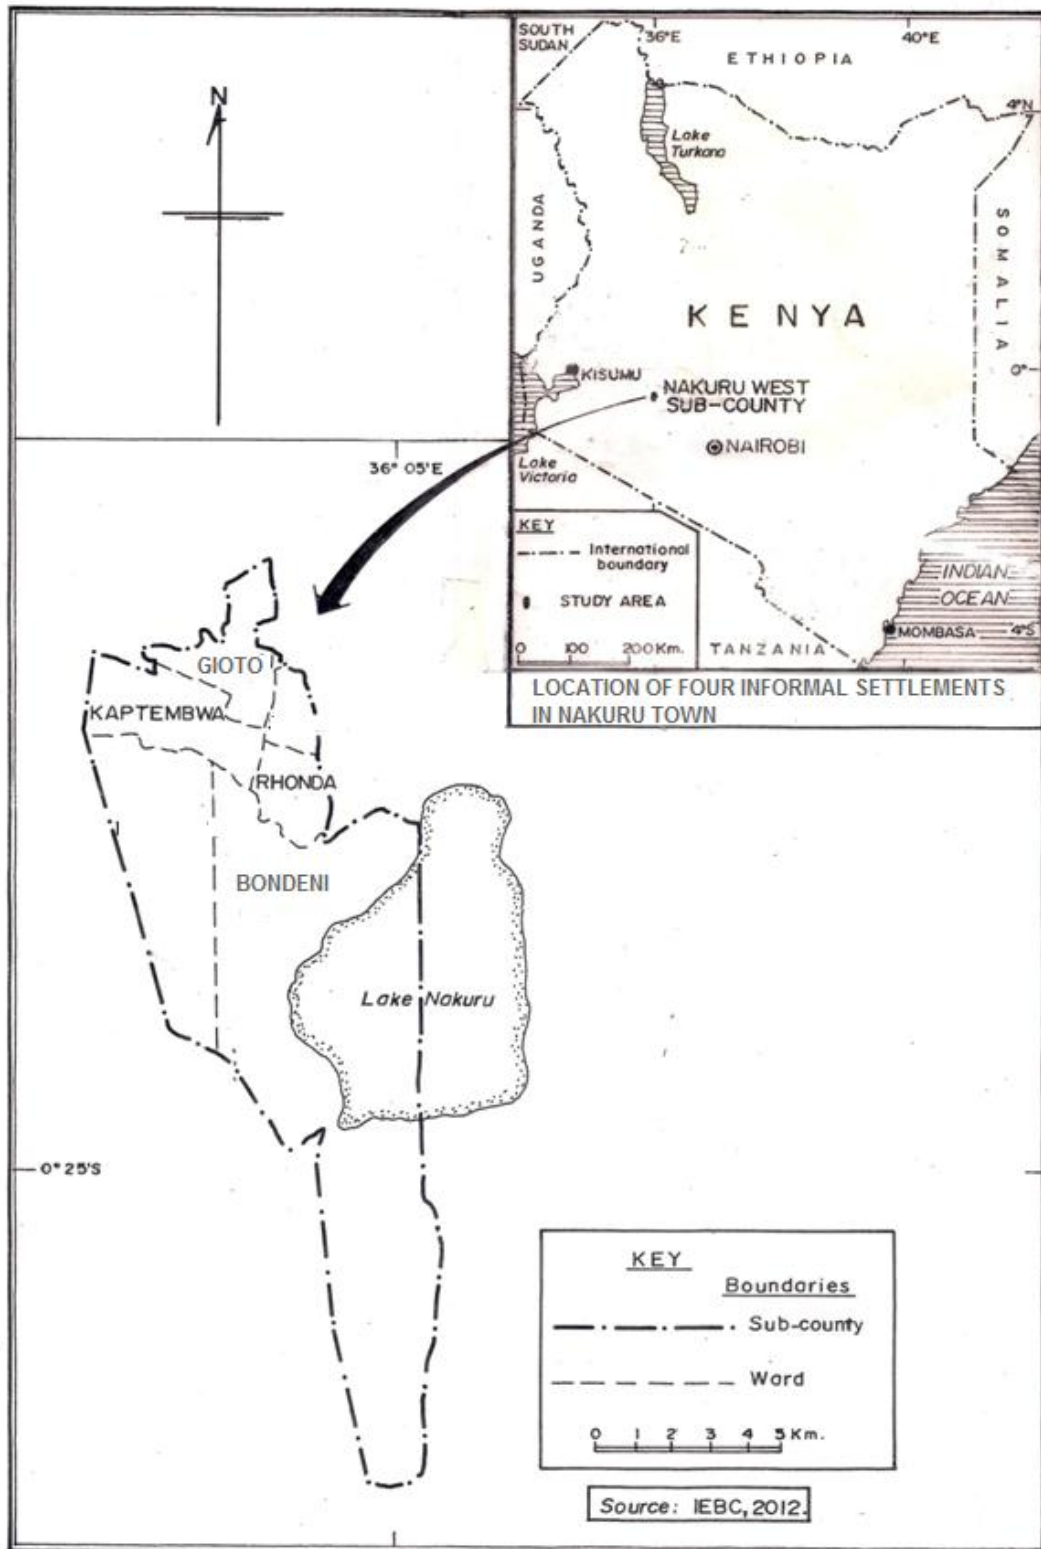 N
SOUTH
SUDAN
36°E
40°E
ETHIOPIA
4°N
Lake
Turkana
UGANDA
SOMALIA
KENYA
0°
KISUMU
NAKURU WEST
SUB-COUNTY
NAIROBI
Lake
Victoria
KEY
International
boundary
STUDY AREA
0 100 200 Km.
TANZANIA
INDIAN
OCEAN
MOMBASA
4°S
LOCATION OF FOUR INFORMAL SETTLEMENTS
IN NAKURU TOWN
36° 05'E
GIOTO
KAPTEMBWA
RHONDA
BONDENI
Lake Nakuru
0° 25'S
KEY
Boundaries
Sub-county
Ward
0 1 2 3 4 5 Km.
Source: IEBC, 2012.